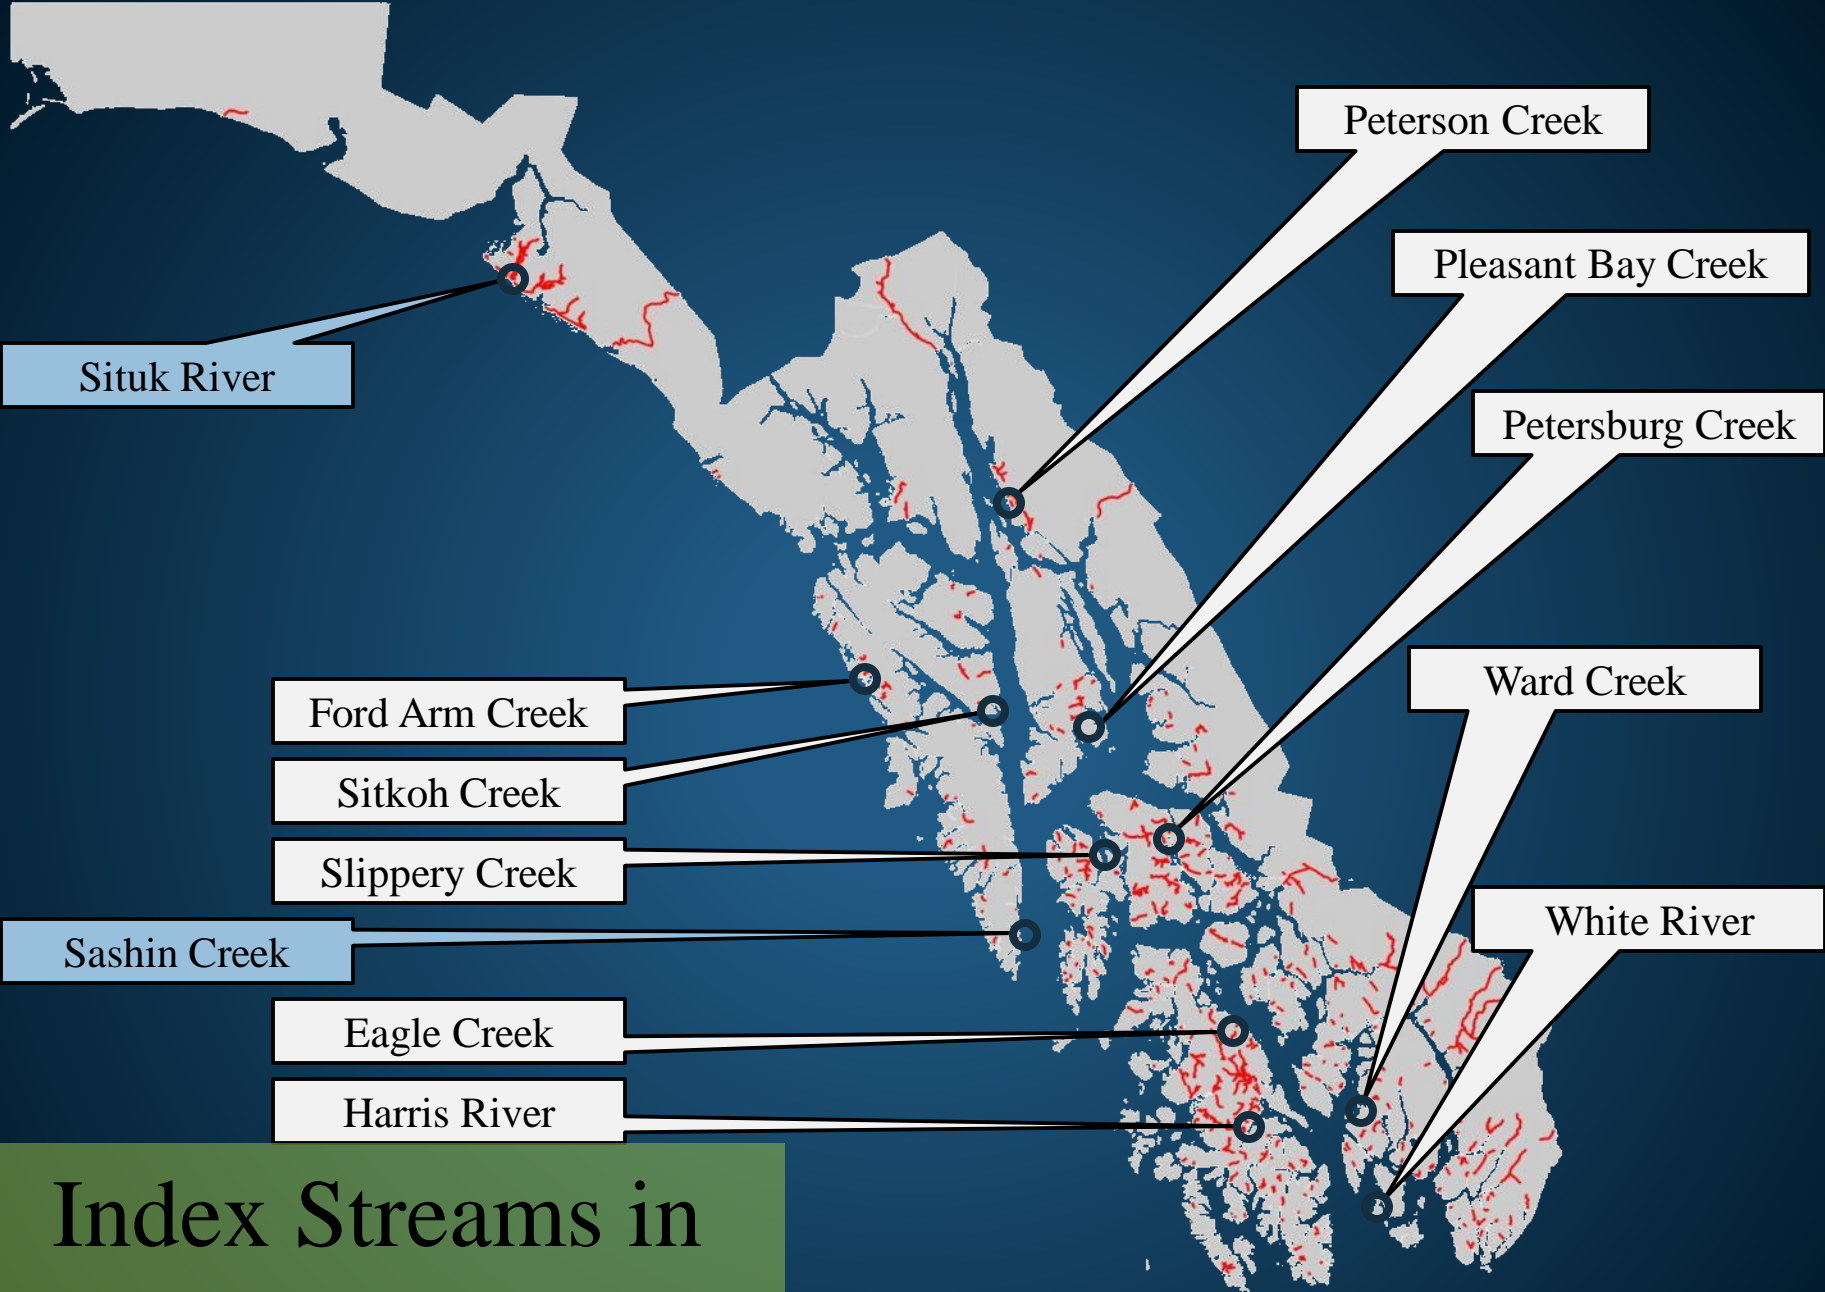 Peterson Creek
Pleasant Bay Creek
Situk River
Petersburg Creek
Ward Creek
Ford Arm Creek
Sitkoh Creek
Slippery Creek
White River
Sashin Creek
Eagle Creek
Harris River
Index Streams in